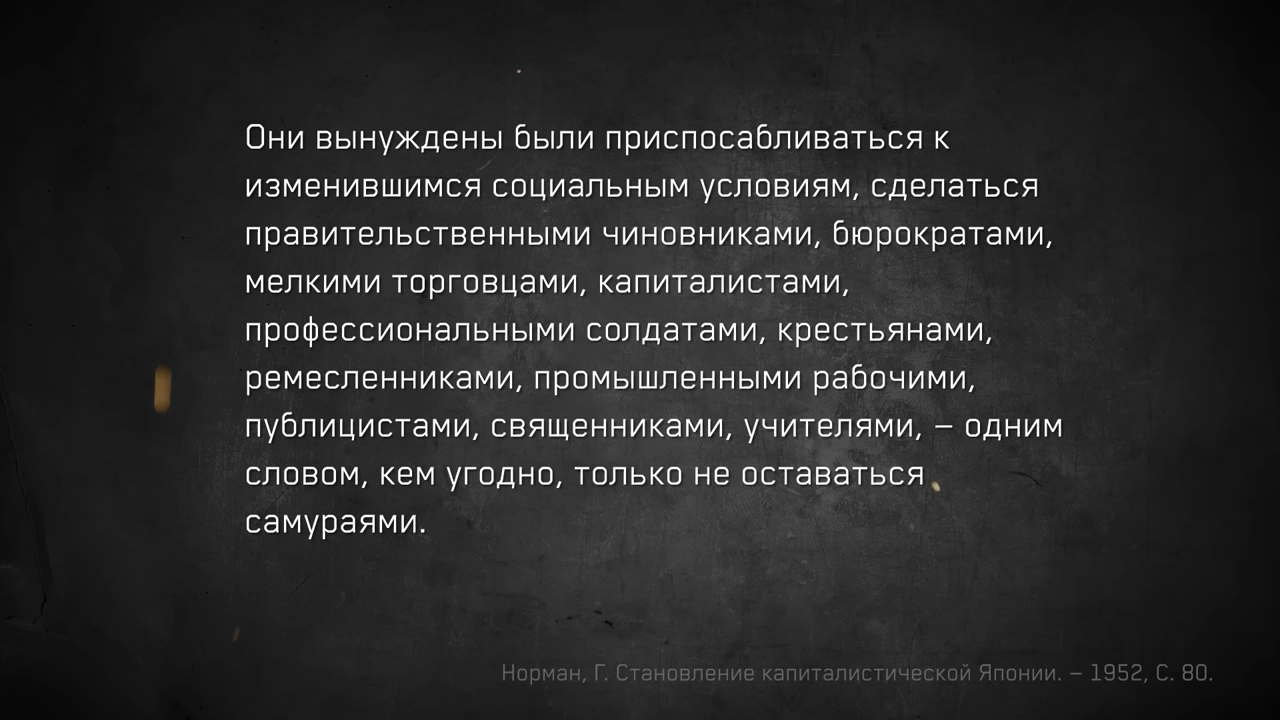 Они вынуждены были приспосабливаться к
изменившимся социальным условиям, сделаться
правительственными чиновниками, бюрократами,
мелкими торговцами, капиталистами,
профессиональными солдатами, крестьянами,
ремесленниками, промышленными рабочими,
публицистами, священниками, учителями, – одним
словом, кем угодно, только не оставаться
самураями.
Норман, Г. Становление капиталистической Японии. – 1952, С. 80.